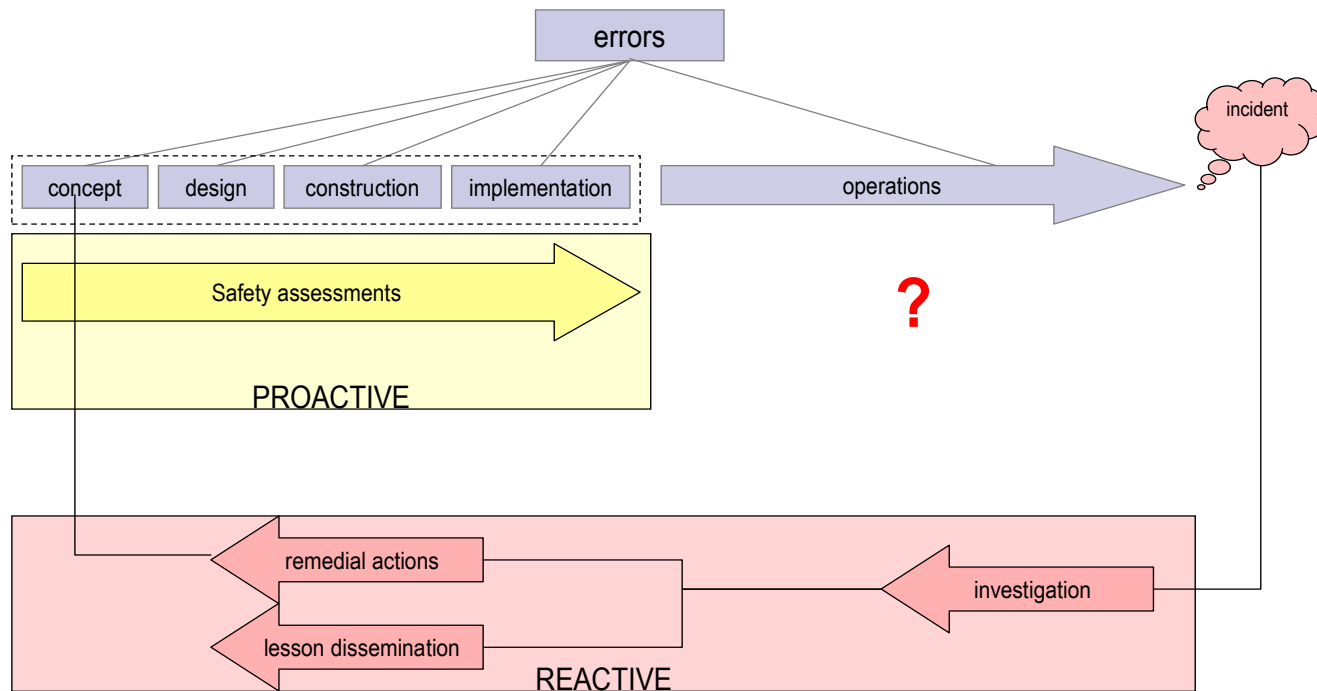 errors
incident
concept
design
construction
implementation
operations
Safety assessments
?
PROACTIVE
remedial actions
investigation
lesson dissemination
REACTIVE